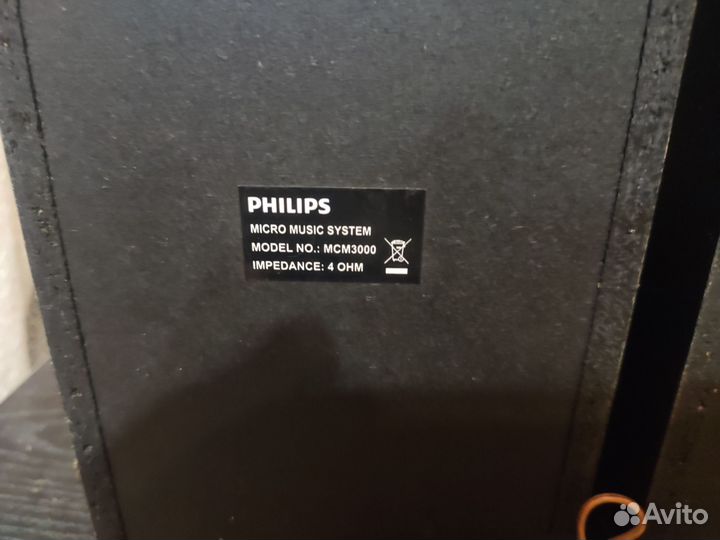 PHILIPS
MICRO MUSIC SYSTEM
MODEL NO.: MCM3000
IMPEDANCE: 4 OHM
Avito